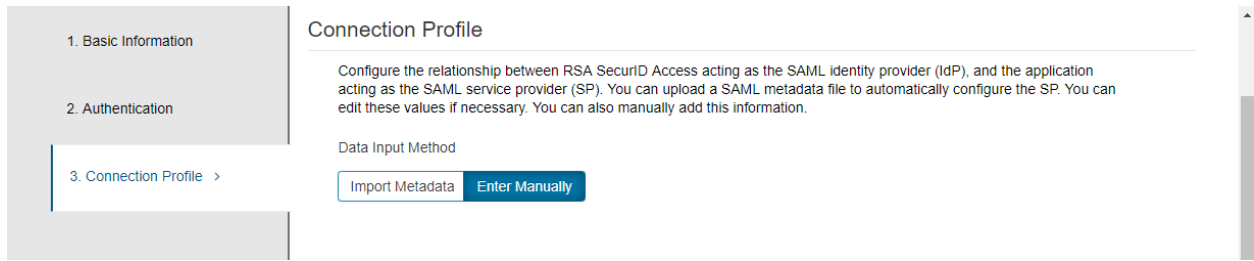 1. Basic Information
2. Authentication
3. Connection Profile >
Connection Profile
Configure the relationship between RSA SecurID Access acting as the SAML identity provider (IdP), and the application
acting as the SAML service provider (SP). You can upload a SAML metadata file to automatically configure the SP. You can
edit these values if necessary. You can also manually add this information.
Data Input Method
Import Metadata Enter Manually